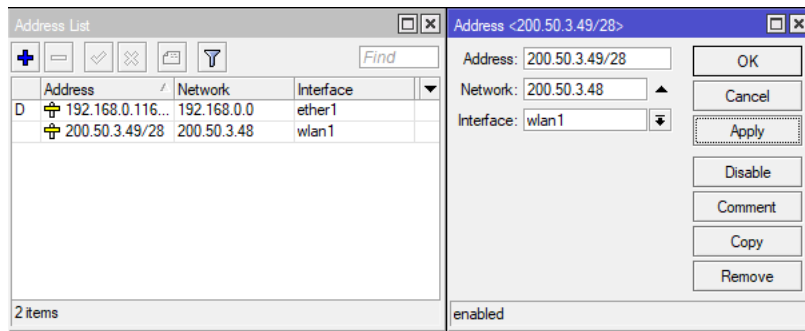 Address List
Find
Address Network Interface
D 192.168.0.116... 192.168.0.0 ether1
200.50.3.49/28 200.50.3.48 wlan1
2 items
Address <200.50.3.49/28>
Address: 200.50.3.49/28
Network: 200.50.3.48
Interface: wlan1
OK
Cancel
Apply
Disable
Comment
Copy
Remove
enabled